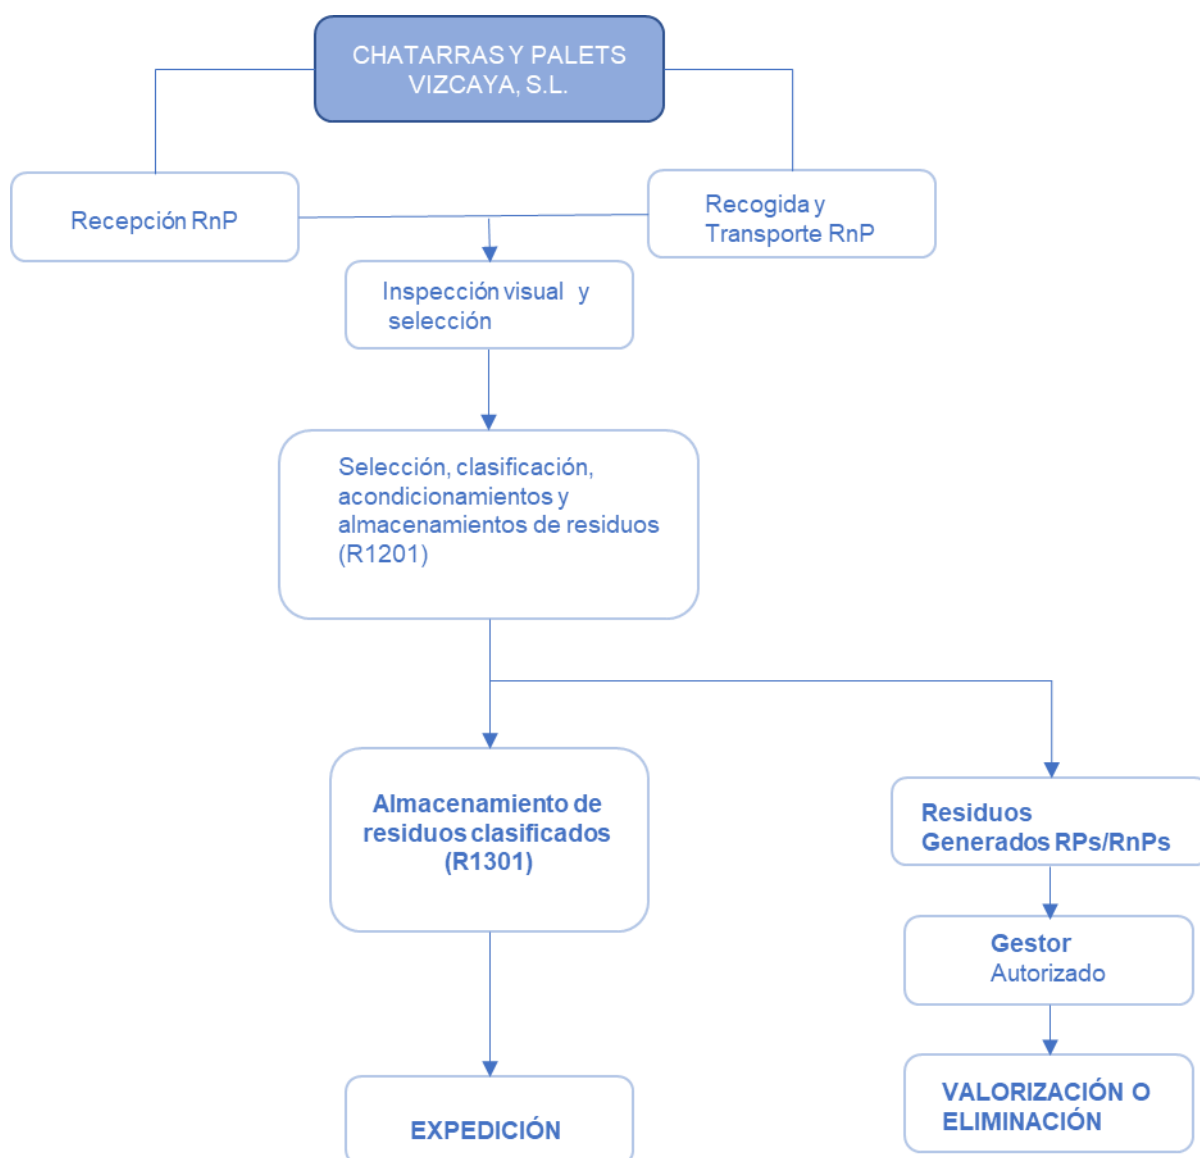 CHATARRAS Y PALETS
VIZCAYA, S.L.
Recepción RnP
Recogida y
Transporte RnP
Inspección visual y
selección
Selección, clasificación,
acondicionamientos y
almacenamientos de residuos
(R1201)
Almacenamiento de
residuos clasificados
(R1301)
Residuos
Generados RPs/RnPs
Gestor
Autorizado
VALORIZACIÓN O
ELIMINACIÓN
EXPEDICIÓN